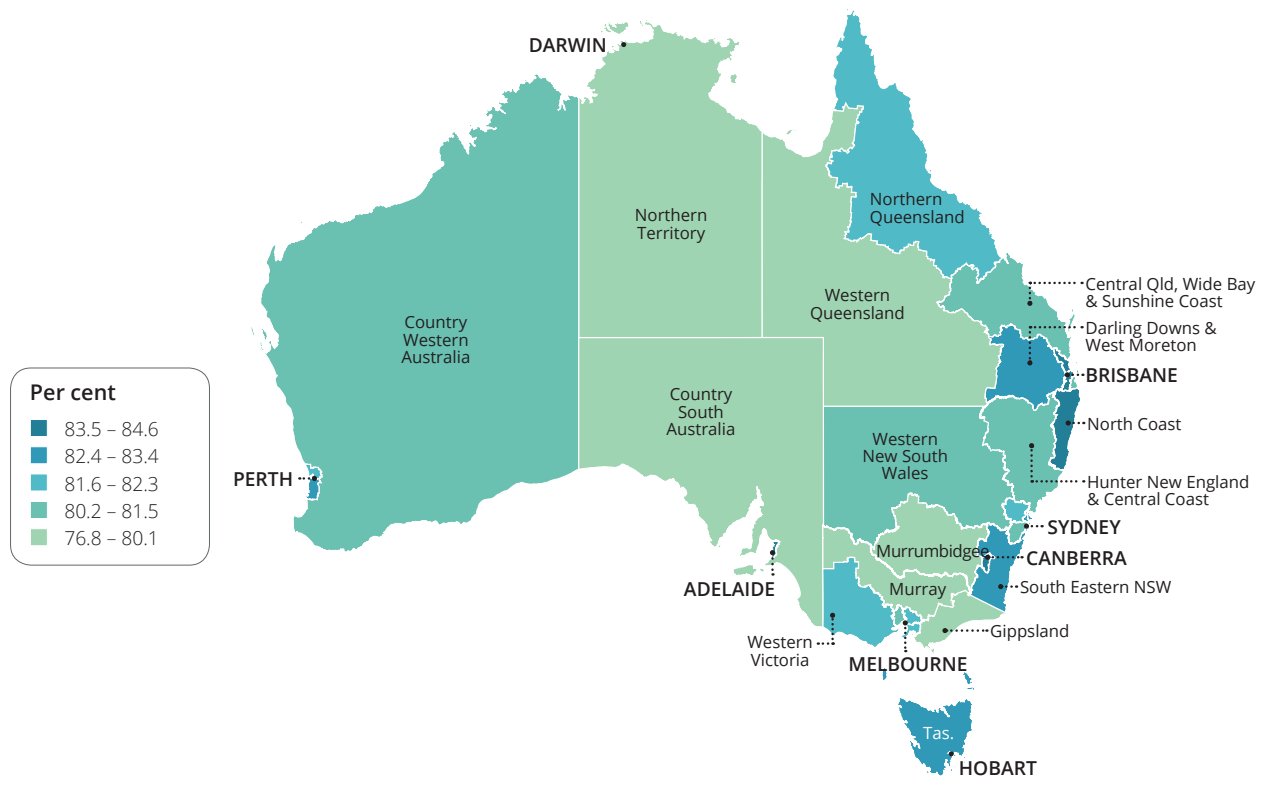 DARWIN
Northern
Territory
Northern
Queensland
Western
Queensland
Central Qld, Wide Bay
& Sunshine Coast
Darling Downs &
West Moreton
BRISBANE
North Coast
Hunter New England
& Central Coast
SYDNEY
CANBERRA
South Eastern NSW
Gippsland
Country
Western
Australia
Country
South
Australia
Western
New South
Wales
Murrumbidgee
Murray
PERTH
ADELAIDE
Western
Victoria
MELBOURNE
Tas.
HOBART
Per cent
83.5 – 84.6
82.4 – 83.4
81.6 – 82.3
80.2 – 81.5
76.8 – 80.1